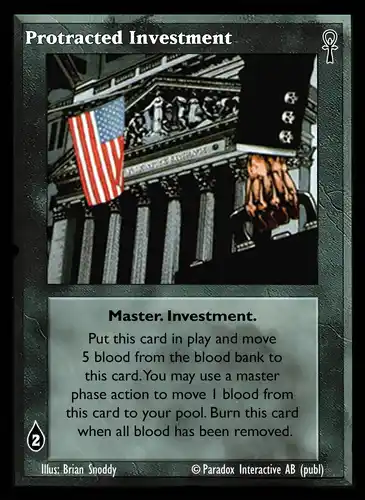 Protracted Investment
Master. Investment.
Put this card in play and move
5 blood from the blood bank to
this card. You may use a master
phase action to move 1 blood from
this card to your pool. Burn this card
when all blood has been removed.
2
Illus: Brian Snoddy © Paradox Interactive AB (publ)